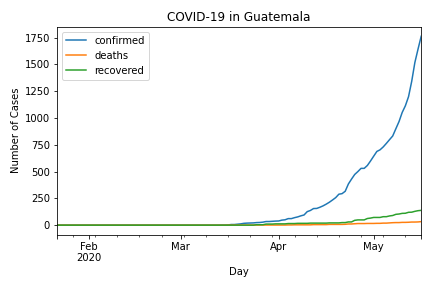 COVID-19 in Guatemala
confirmed
deaths
recovered
Number of Cases
1750
1500
1250
1000
750
500
250
0
Feb
2020
Mar
Apr
May
Day